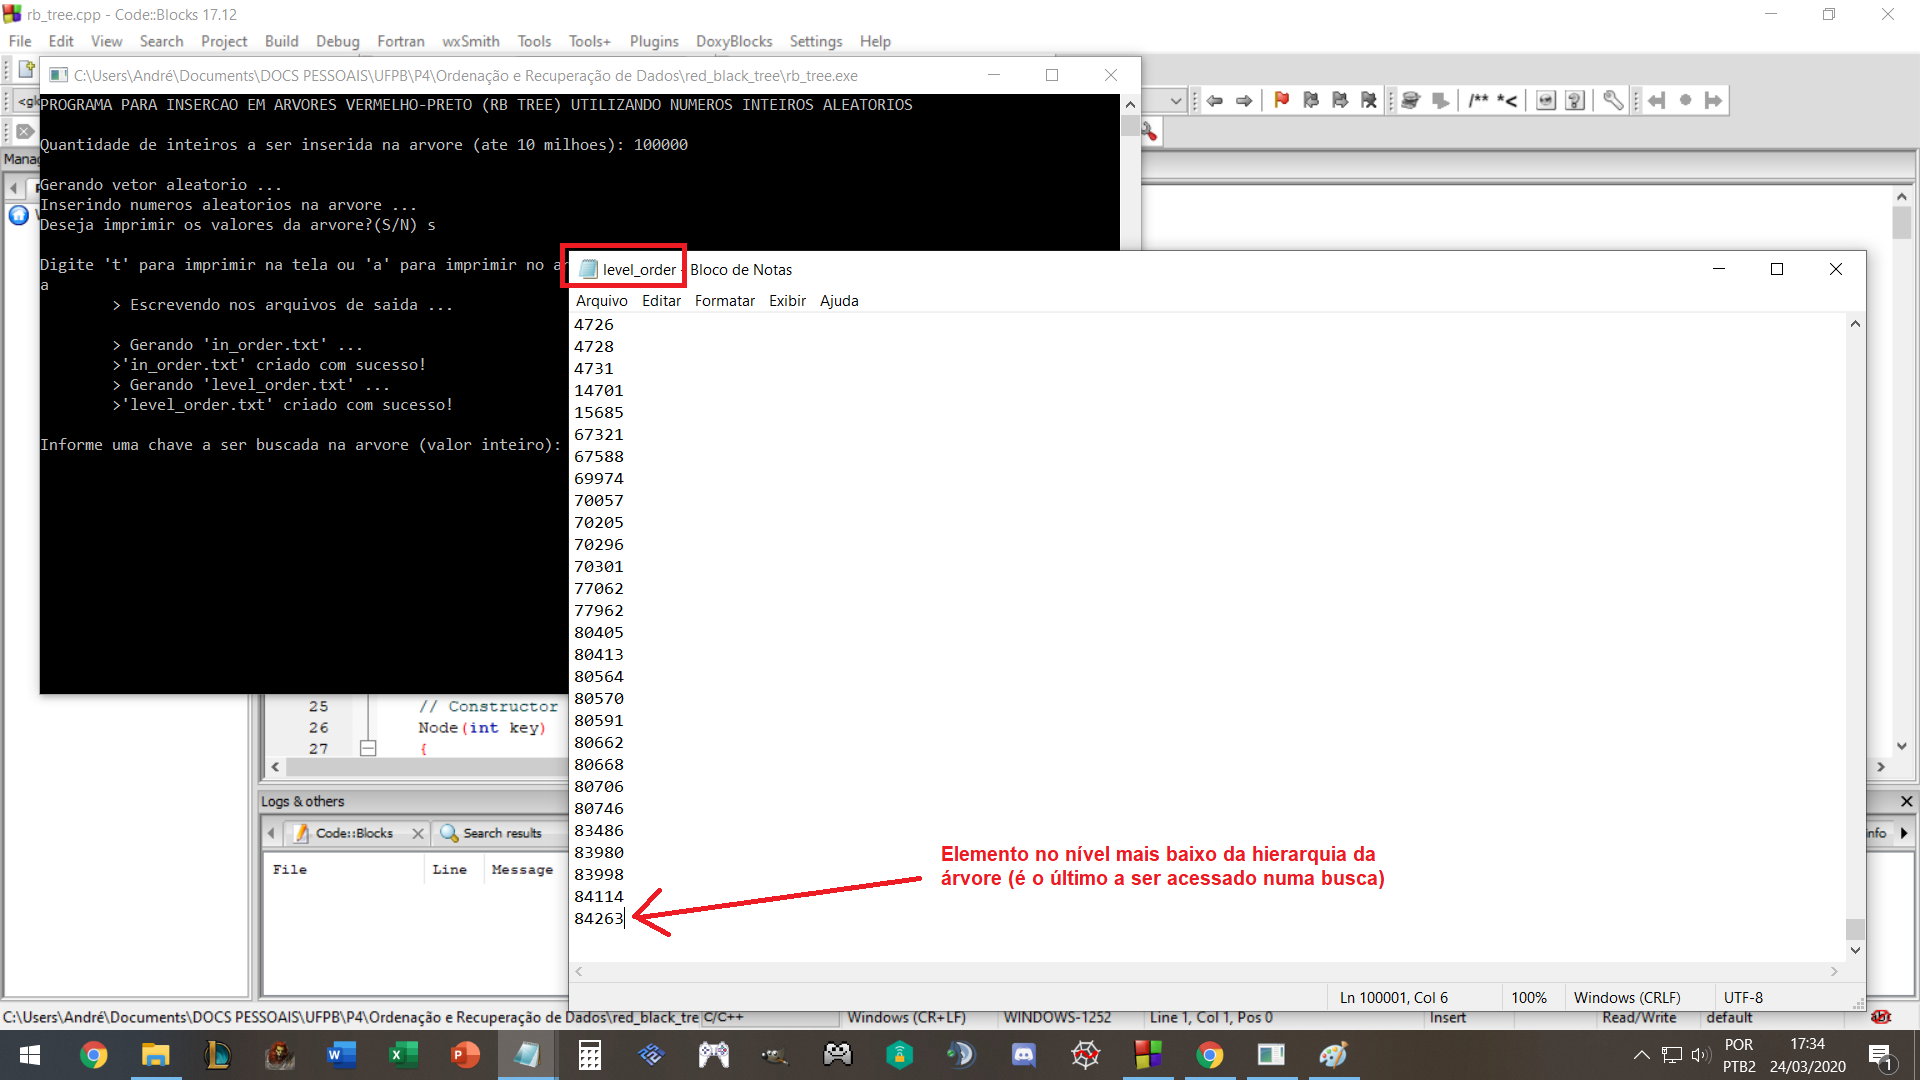 rb_tree.cpp - Code::Blocks 17.12
File Edit View Search Project Build Debug Fortran wxSmith Tools Tools+ Plugins DoxyBlocks Settings Help
C:\Users\André\Documents\DOCS PESSOAIS\UFPB\P4\Ordenação e Recuperação de Dados\red_black_tree\rb_tree.exe
PROGRAMA PARA INSERCAO EM ARVORES VERMELHO-PRETO (RB TREE) UTILIZANDO NUMEROS INTEIROS ALEATORIOS
/** *<
Quantidade de inteiros a ser inserida na arvore (ate 10 milhoes): 100000
Gerando vetor aleatorio ...
Inserindo numeros aleatorios na arvore ...
Deseja imprimir os valores da arvore?(S/N) s
Digite 't' para imprimir na tela ou 'a' para imprimir no
a
> Escrevendo nos arquivos de saida ...
> Gerando 'in_order.txt' ...
>'in_order.txt' criado com sucesso!
> Gerando 'level_order.txt' ...
>'level_order.txt' criado com sucesso!
Informe uma chave a ser buscada na arvore (valor inteiro):
level_order - Bloco de Notas
Arquivo Editar Formatar Exibir Ajuda
4726
4728
4731
14701
15685
67321
67588
69974
70057
70205
70296
70301
77062
77962
80405
80413
80564
80570
80591
80662
80668
80706
80746
83486
83980
83998
84114
84263
Elemento no nível mais baixo da hierarquia da
árvore (é o último a ser acessado numa busca)
Ln 100001, Col 6 100% Windows (CRLF) UTF-8
25 // Constructor
26 Node(int key)
27 {
Logs & others
Code::Blocks Search results
File Line Message
C:\Users\André\Documents\DOCS PESSOAIS\UFPB\P4\Ordenação e Recuperação de Dados\red_black_tre C/C++ Windows (CR+LF) WINDOWS-1252 Line 1, Col 1, Pos 0 Insert Read/Write default
POR
PTB2
17:34
24/03/2020
1